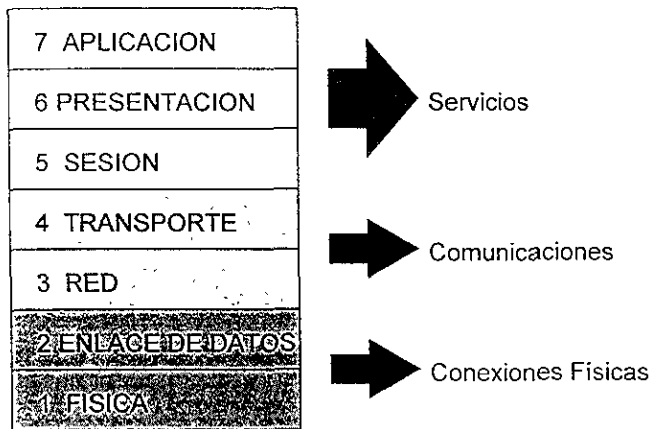 7 APLICACION
6 PRESENTACION
5 SESION
4 TRANSPORTE
3 RED
2 ENLACE DE DATOS
1 FISICA
Servicios
Comunicaciones
Conexiones Físicas